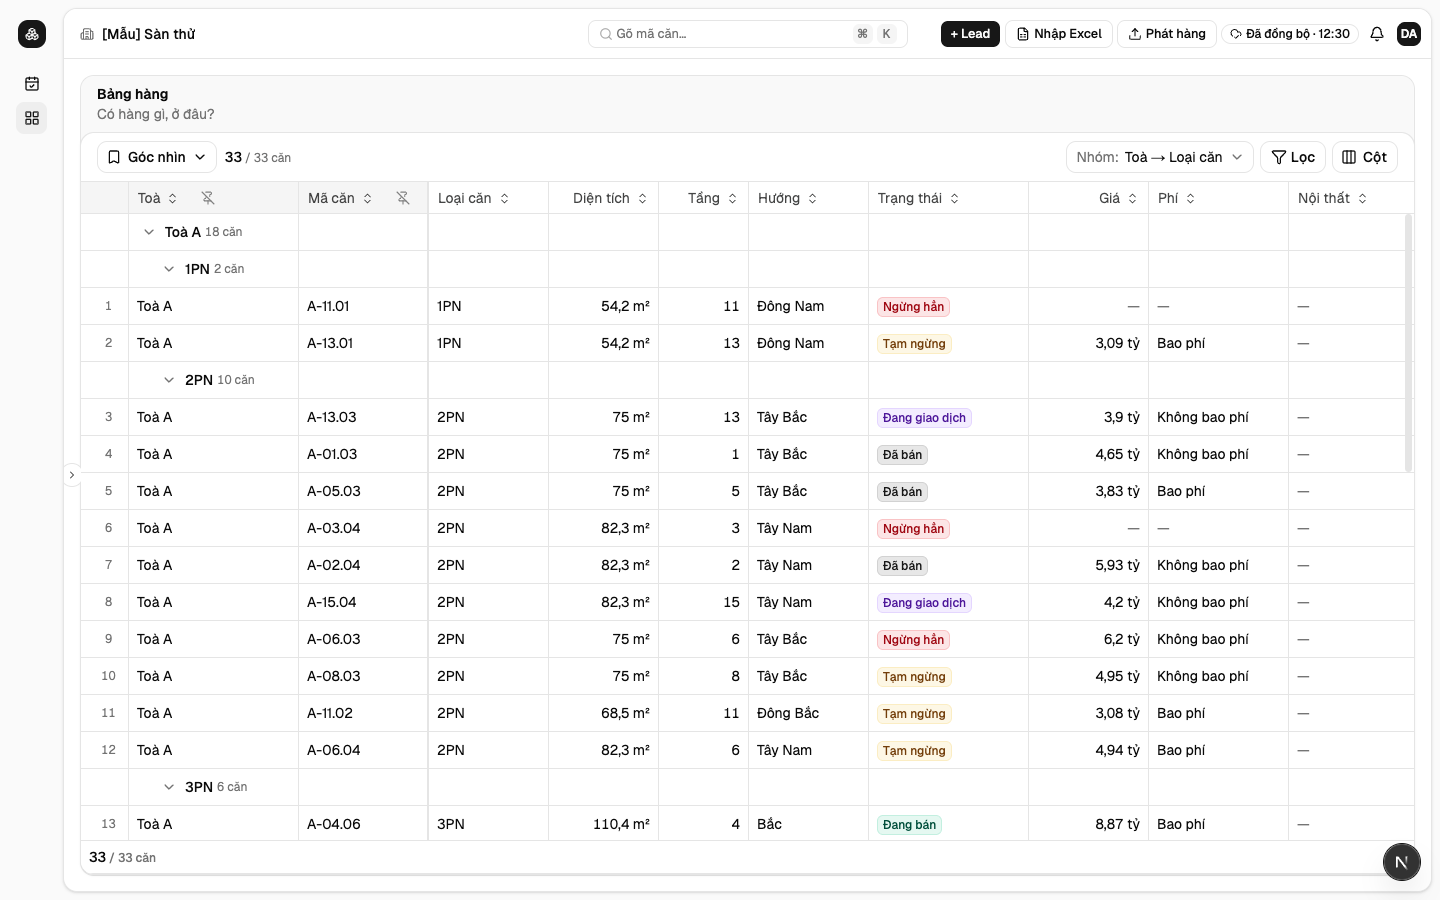 [Mẫu] Sàn thử
Gõ mã căn...
⌘ K
+ Lead
Nhập Excel
Phát hàng
Đã đồng bộ · 12:30
DA
Bảng hàng
Có hàng gì, ở đâu?
Góc nhìn 33 / 33 căn
Nhóm: Toà → Loại căn
Lọc
Cột
Toà Mã căn Loại căn Diện tích Tầng Hướng Trạng thái Giá Phí Nội thất
Toà A 18 căn
1PN 2 căn
1 Toà A A-11.01 1PN 54,2 m² 11 Đông Nam Ngừng hẳn — — —
2 Toà A A-13.01 1PN 54,2 m² 13 Đông Nam Tạm ngừng 3,09 tỷ Bao phí —
2PN 10 căn
3 Toà A A-13.03 2PN 75 m² 13 Tây Bắc Đang giao dịch 3,9 tỷ Không bao phí —
4 Toà A A-01.03 2PN 75 m² 1 Tây Bắc Đã bán 4,65 tỷ Không bao phí —
5 Toà A A-05.03 2PN 75 m² 5 Tây Bắc Đã bán 3,83 tỷ Bao phí —
6 Toà A A-03.04 2PN 82,3 m² 3 Tây Nam Ngừng hẳn — — —
7 Toà A A-02.04 2PN 82,3 m² 2 Tây Nam Đã bán 5,93 tỷ Không bao phí —
8 Toà A A-15.04 2PN 82,3 m² 15 Tây Nam Đang giao dịch 4,2 tỷ Không bao phí —
9 Toà A A-06.03 2PN 75 m² 6 Tây Bắc Ngừng hẳn 6,2 tỷ Không bao phí —
10 Toà A A-08.03 2PN 75 m² 8 Tây Bắc Tạm ngừng 4,95 tỷ Không bao phí —
11 Toà A A-11.02 2PN 68,5 m² 11 Đông Bắc Tạm ngừng 3,08 tỷ Bao phí —
12 Toà A A-06.04 2PN 82,3 m² 6 Tây Nam Tạm ngừng 4,94 tỷ Bao phí —
3PN 6 căn
13 Toà A A-04.06 3PN 110,4 m² 4 Bắc Đang bán 8,87 tỷ Bao phí —
33 / 33 căn
N